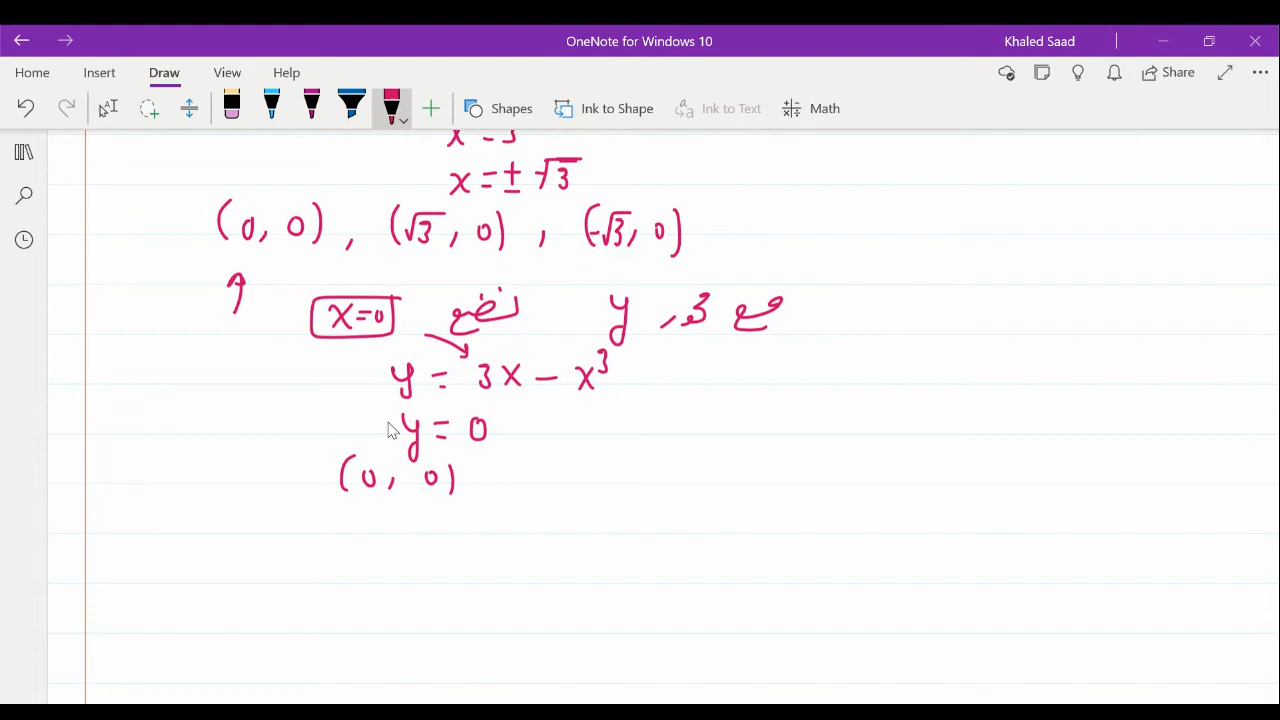 OneNote for Windows 10
Khaled Saad
Home Insert Draw View Help
Share
Shapes Ink to Shape Ink to Text Math
x = ± √3
(0, 0) , (√3, 0) , (-√3, 0)
مع y نضع x=0
y = 3x - x³
y = 0
(0, 0)